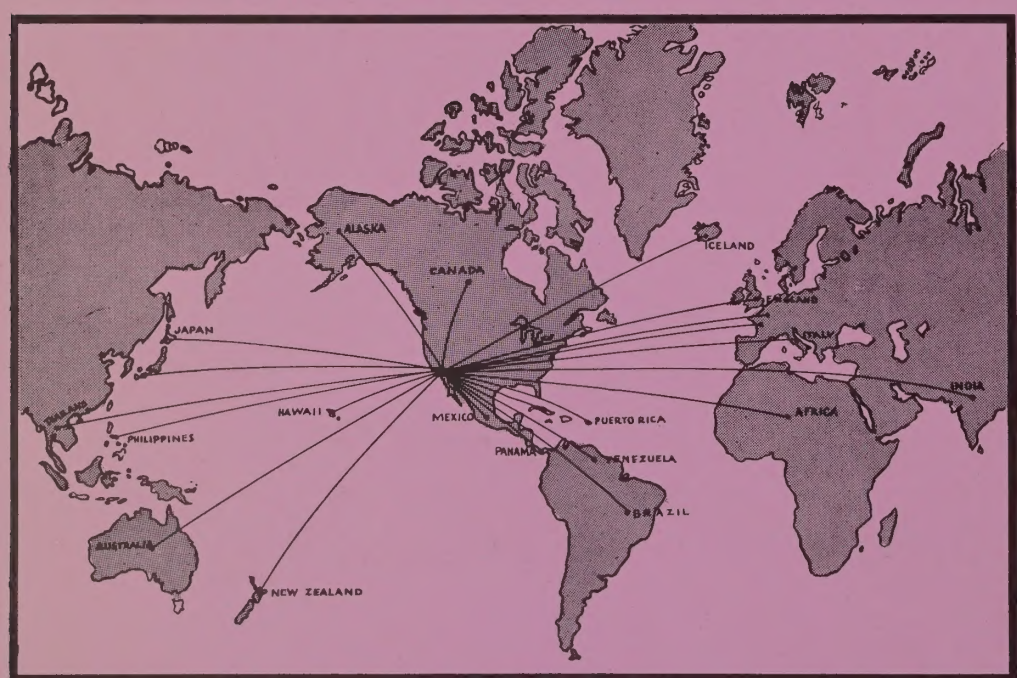 ALASKA
ICELAND
CANADA
ENGLAND
JAPAN
ITALY
INDIA
THAILAND
HAWAII
MEXICO
PUERTO RICA
AFRICA
PHILIPPINES
PANAMA
VENEZUELA
BRAZIL
AUSTRALIA
NEW ZEALAND